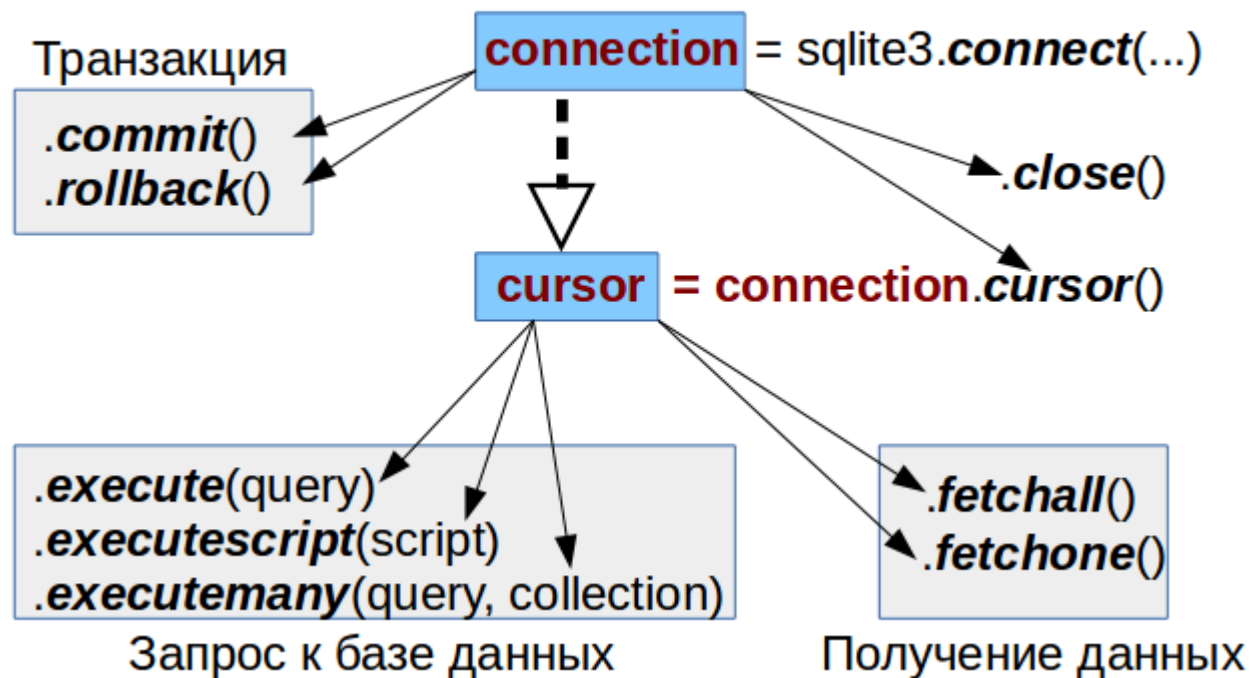 connection = sqlite3.connect(...)
Транзакция
.commit()
.rollback()
.close()
cursor = connection.cursor()
.execute(query)
.executescript(script)
.executemany(query, collection)
Запрос к базе данных
.fetchall()
.fetchone()
Получение данных